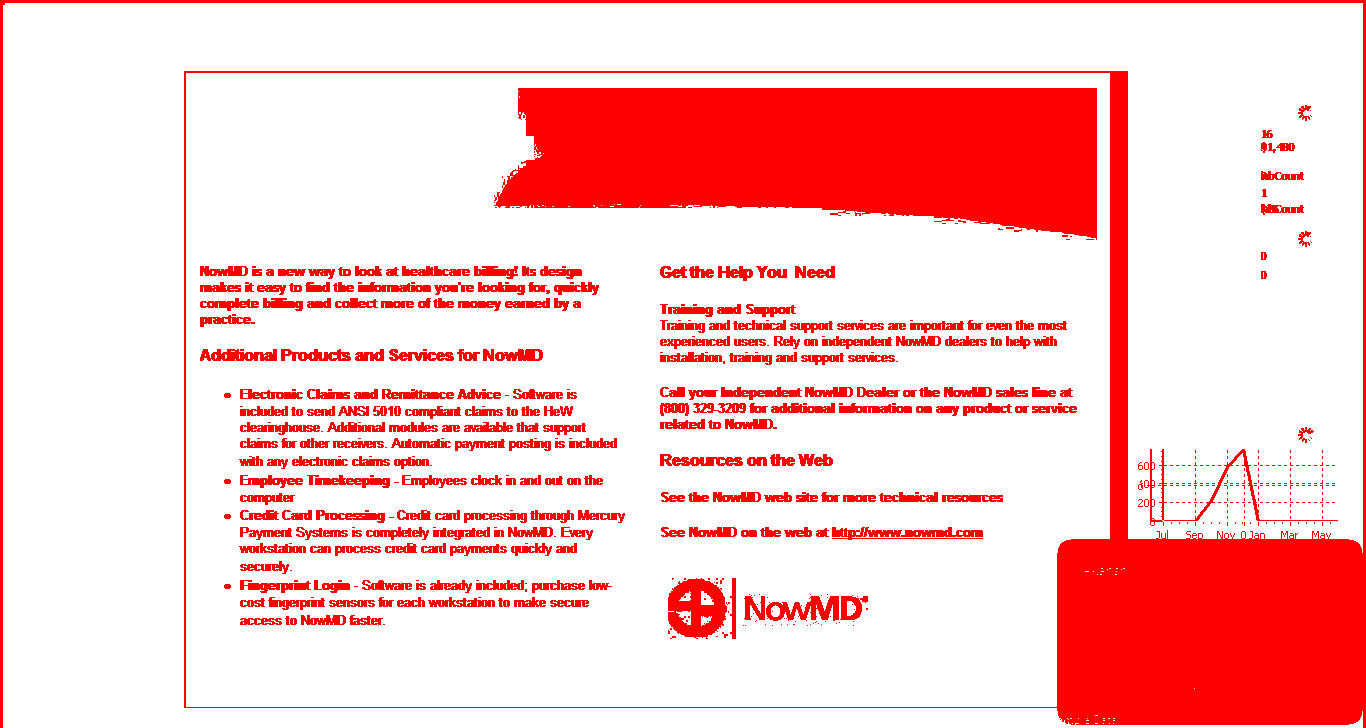 NowMD is a new way to look at healthcare billing! Its design
makes it easy to find the information you're looking for, quickly
complete billing and collect more of the money earned by a
practice.
Additional Products and Services for NowMD
• Electronic Claims and Remittance Advice - Software is
included to send ANSI 5010 compliant claims to the HeW
clearinghouse. Additional modules are available that support
claims for other receivers. Automatic payment posting is included
with any electronic claims option.
• Employee Timekeeping - Employees clock in and out on the
computer
• Credit Card Processing - Credit card processing through Mercury
Payment Systems is completely integrated in NowMD. Every
workstation can process credit card payments quickly and
securely.
• Fingerprint Login - Software is already included; purchase low-
cost fingerprint sensors for each workstation to make secure
access to NowMD faster.
Get the Help You Need
Training and Support
Training and technical support services are important for even the most
experienced users. Rely on independent NowMD dealers to help with
installation, training and support services.
Call your Independent NowMD Dealer or the NowMD sales line at
(800) 329-3209 for additional information on any product or service
related to NowMD.
Resources on the Web
See the NowMD web site for more technical resources
See NowMD on the web at http://www.nowmd.com
NowMD
16
1,480
Count
1
Count
0
0
600
400
200
0
Jul Sep Nov 0 Jan Mar May